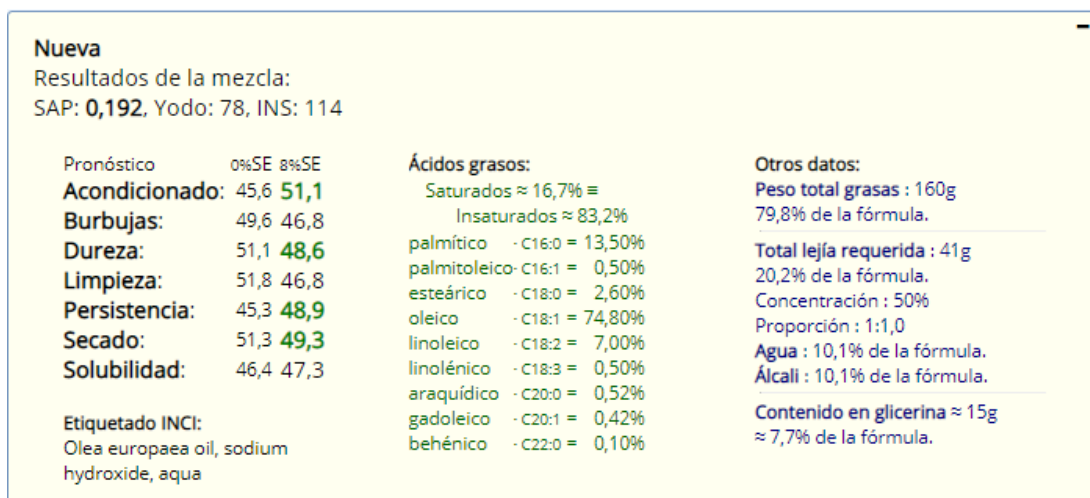 Nueva
Resultados de la mezcla:
SAP: 0,192, Yodo: 78, INS: 114
Pronóstico 0%SE 8%SE
Acondicionado: 45,6 51,1
Burbujas: 49,6 46,8
Dureza: 51,1 48,6
Limpieza: 51,8 46,8
Persistencia: 45,3 48,9
Secado: 51,3 49,3
Solubilidad: 46,4 47,3
Etiquetado INCI:
Olea europaea oil, sodium
hydroxide, aqua
Ácidos grasos:
Saturados ≈ 16,7% ≡
Insaturados ≈ 83,2%
palmítico · C16:0 = 13,50%
palmitoleico · C16:1 = 0,50%
esteárico · C18:0 = 2,60%
oleico · C18:1 = 74,80%
linoleico · C18:2 = 7,00%
linolénico · C18:3 = 0,50%
araquídico · C20:0 = 0,52%
gadoleico · C20:1 = 0,42%
behénico · C22:0 = 0,10%
Otros datos:
Peso total grasas : 160g
79,8% de la fórmula.
Total lejía requerida : 41g
20,2% de la fórmula.
Concentración : 50%
Proporción : 1:1,0
Agua : 10,1% de la fórmula.
Álcali : 10,1% de la fórmula.
Contenido en glicerina ≈ 15g
≈ 7,7% de la fórmula.